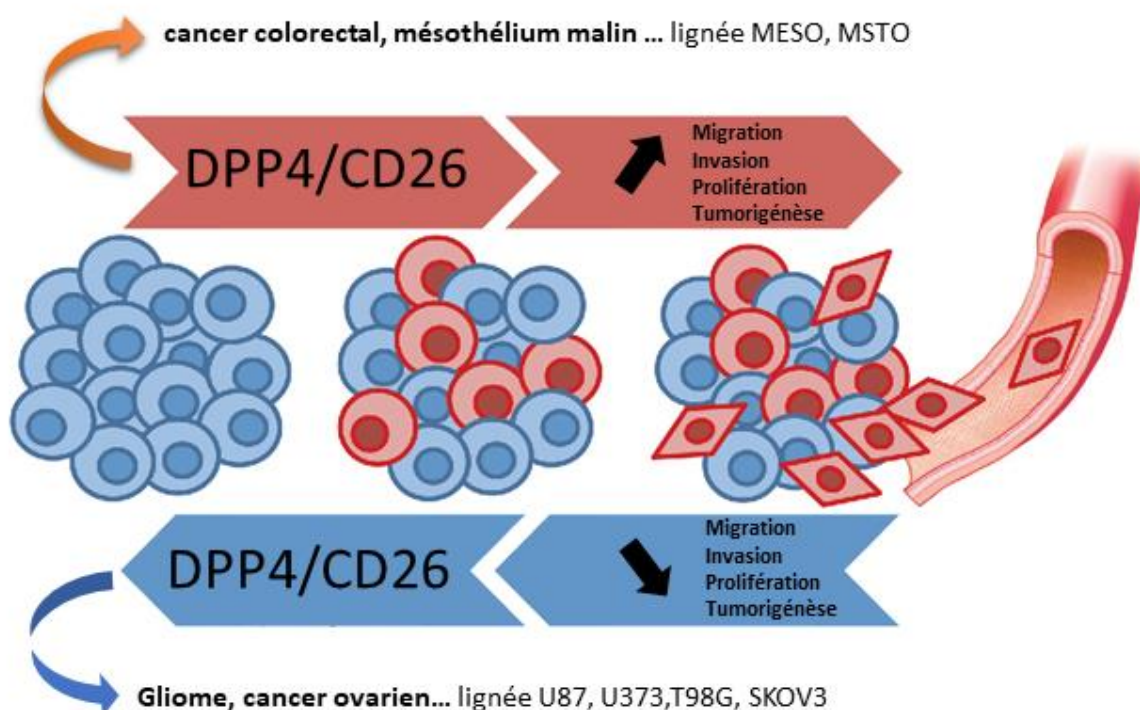 cancer colorectal, mésothélium malin ... lignée MESO, MSTO
DPP4/CD26
Migration
Invasion
Prolifération
Tumorigénèse
DPP4/CD26
Migration
Invasion
Prolifération
Tumorigénèse
Gliome, cancer ovarien... lignée U87, U373,T98G, SKOV3